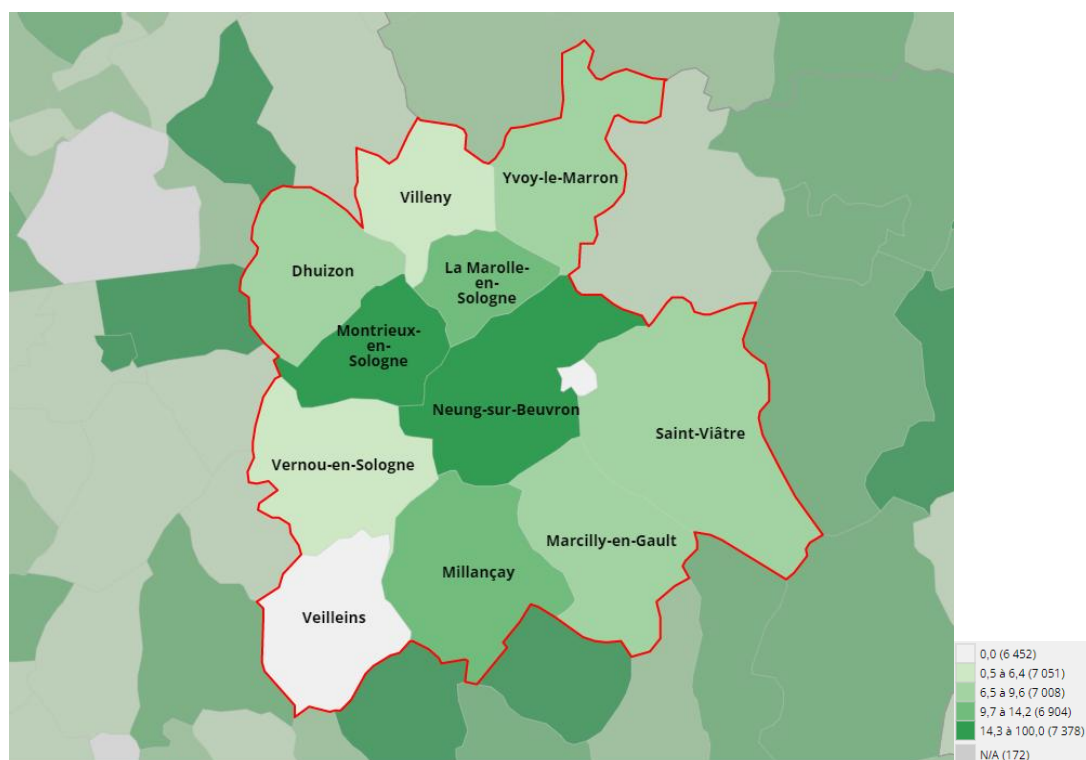 Yvoy-le-Marron
Villeny
Dhuizon
La Marolle-
en-
Sologne
Montrieux-
en-
Sologne
Neung-sur-Beuvron
Saint-Viâtre
Vernou-en-Sologne
Marcilly-en-Gault
Millançay
Veilleins
0,0 (6 452)
0,5 à 6,4 (7 051)
6,5 à 9,6 (7 008)
9,7 à 14,2 (6 904)
14,3 à 100,0 (7 378)
N/A (172)